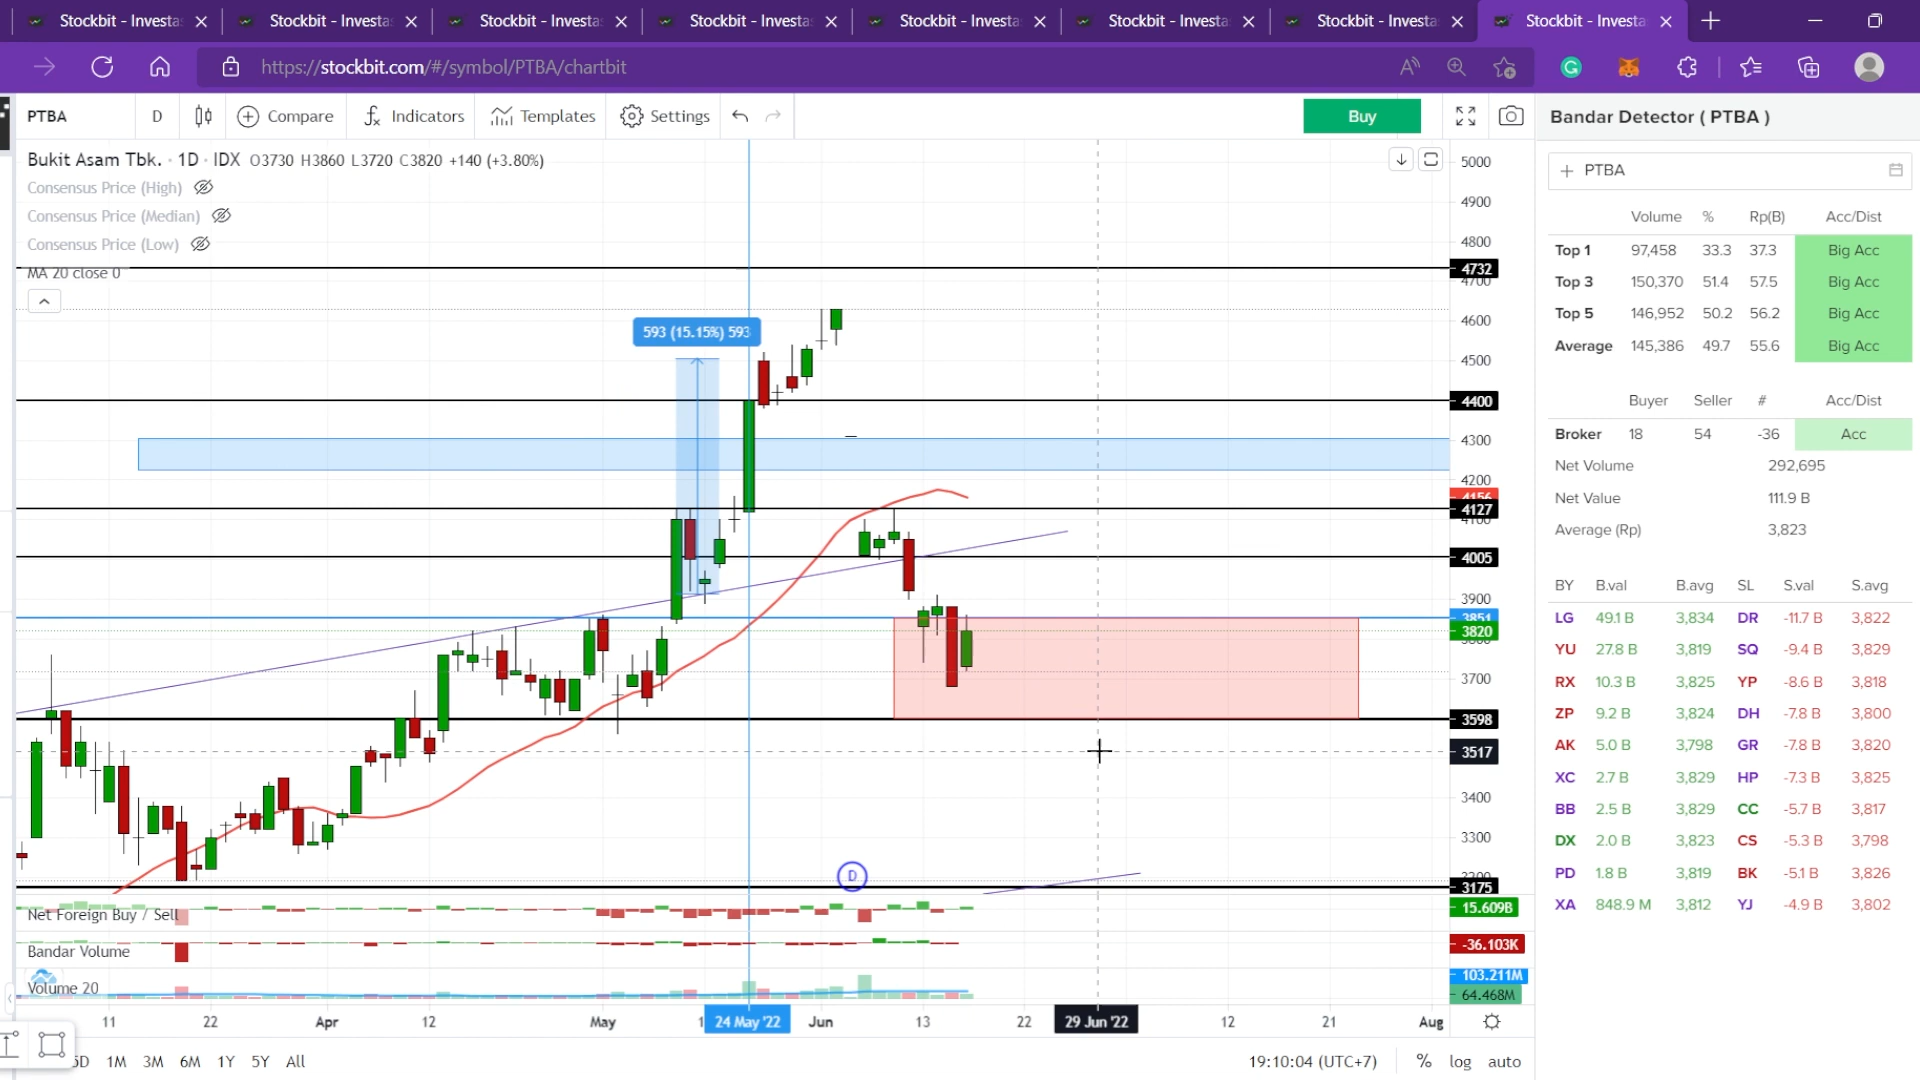 Stockbit - Investa
Stockbit - Investa
Stockbit - Investa
Stockbit - Investa
Stockbit - Investa
Stockbit - Investa
Stockbit - Investa
Stockbit - Investa
https://stockbit.com/#/symbol/PTBA/chartbit
PTBA D Compare Indicators Templates Settings Buy
Bukit Asam Tbk. · 1D · IDX O3730 H3860 L3720 C3820 +140 (+3.80%)
Consensus Price (High)
Consensus Price (Median)
Consensus Price (Low)
MA 20 close 0
593 (15.15%) 593
5000
4900
4800
4732
4700
4600
4500
4400
4300
4200
4156
4127
4100
4005
3900
3851
3820
3700
3598
3517
3400
3300
3175
D
Net Foreign Buy / Sell
15.609B
Bandar Volume
-36.103K
Volume 20
103.211M
64.468M
11 22 Apr 12 May 24 May '22 Jun 13 22 29 Jun '22 12 21 Aug
5D 1M 3M 6M 1Y 5Y All
19:10:04 (UTC+7) % log auto
Bandar Detector ( PTBA )
PTBA
Volume % Rp(B) Acc/Dist
Top 1 97,458 33.3 37.3 Big Acc
Top 3 150,370 51.4 57.5 Big Acc
Top 5 146,952 50.2 56.2 Big Acc
Average 145,386 49.7 55.6 Big Acc
Buyer Seller # Acc/Dist
Broker 18 54 -36 Acc
Net Volume 292,695
Net Value 111.9 B
Average (Rp) 3,823
BY B.val B.avg SL S.val S.avg
LG 49.1 B 3,834 DR -11.7 B 3,822
YU 27.8 B 3,819 SQ -9.4 B 3,829
RX 10.3 B 3,825 YP -8.6 B 3,818
ZP 9.2 B 3,824 DH -7.8 B 3,800
AK 5.0 B 3,798 GR -7.8 B 3,820
XC 2.7 B 3,829 HP -7.3 B 3,825
BB 2.5 B 3,829 CC -5.7 B 3,817
DX 2.0 B 3,823 CS -5.3 B 3,798
PD 1.8 B 3,819 BK -5.1 B 3,826
XA 848.9 M 3,812 YJ -4.9 B 3,802